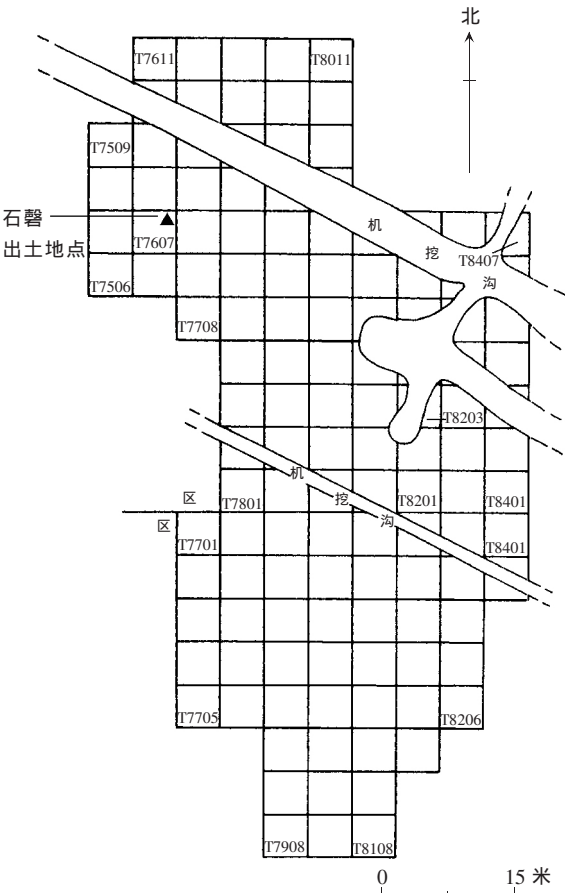 北
T7611
T8011
T7509
石磬
出土地点
T7607
机
挖
沟
T8407
T7506
T7708
T8203
机
挖
沟
区
T7801
T8201
T8401
区
T7701
T8401
T7705
T8206
T7908
T8108
0
15 米